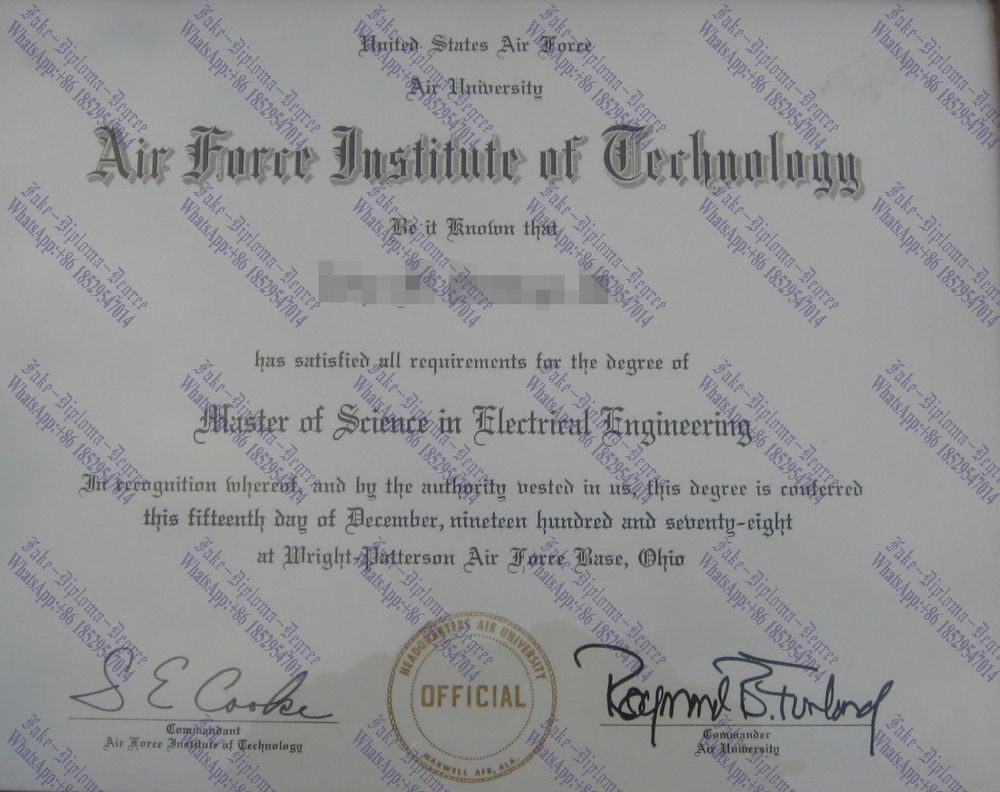 United States Air Force
Air University
Air Force Institute of Technology
Be it Known that
has satisfied all requirements for the degree of
Master of Science in Electrical Engineering
In recognition whereof, and by the authority vested in us, this degree is conferred
this fifteenth day of December, nineteen hundred and seventy-eight
at Wright-Patterson Air Force Base, Ohio
HEADQUARTERS AIR UNIVERSITY
OFFICIAL
MAXWELL AFB, ALA.
S E Cooke
Commandant
Air Force Institute of Technology
Raymond B. Furlong
Commander
Air University
Fake-Diploma-Degree
WhatsApp:+86 18529547014